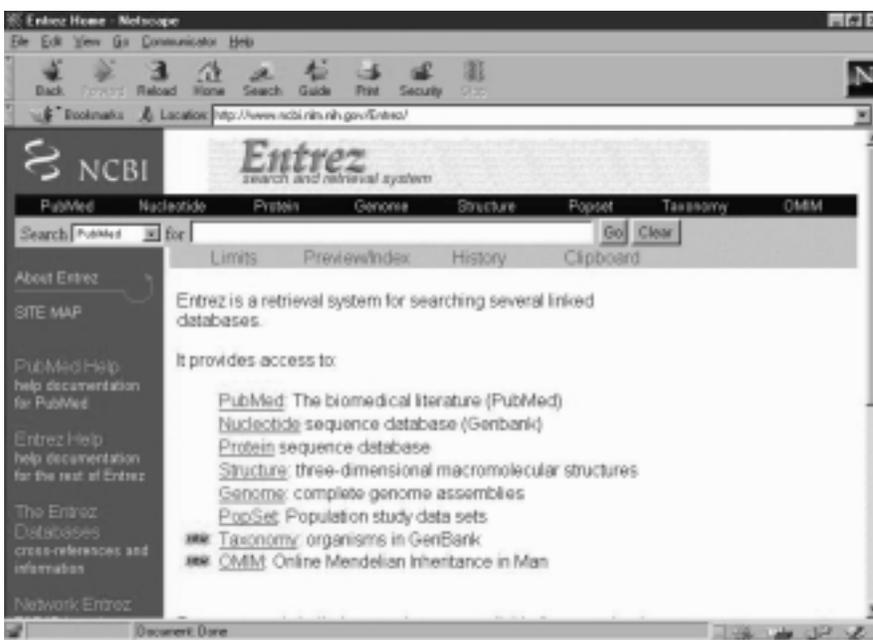 Entrez Home - Netscape
File Edit View Go Communicator Help
Back Forward Reload Home Search Guide Print Security Stop
Bookmarks Location: http://www.ncbi.nlm.nih.gov/Entrez/
NCBI Entrez
search and retrieval system
PubMed Nucleotide Protein Genome Structure Popset Taxonomy OMIM
Search PubMed for Go Clear
Limits Preview/Index History Clipboard
About Entrez
SITE MAP
PubMed Help
help documentation
for PubMed
Entrez Help
help documentation
for the rest of Entrez
The Entrez
Databases
cross-references and
information
Network Entrez
Entrez is a retrieval system for searching several linked
databases.
It provides access to:
PubMed: The biomedical literature (PubMed)
Nucleotide sequence database (Genbank)
Protein sequence database
Structure: three-dimensional macromolecular structures
Genome: complete genome assemblies
PopSet: Population study data sets
Taxonomy: organisms in GenBank
OMIM: Online Mendelian Inheritance in Man
Document: Done